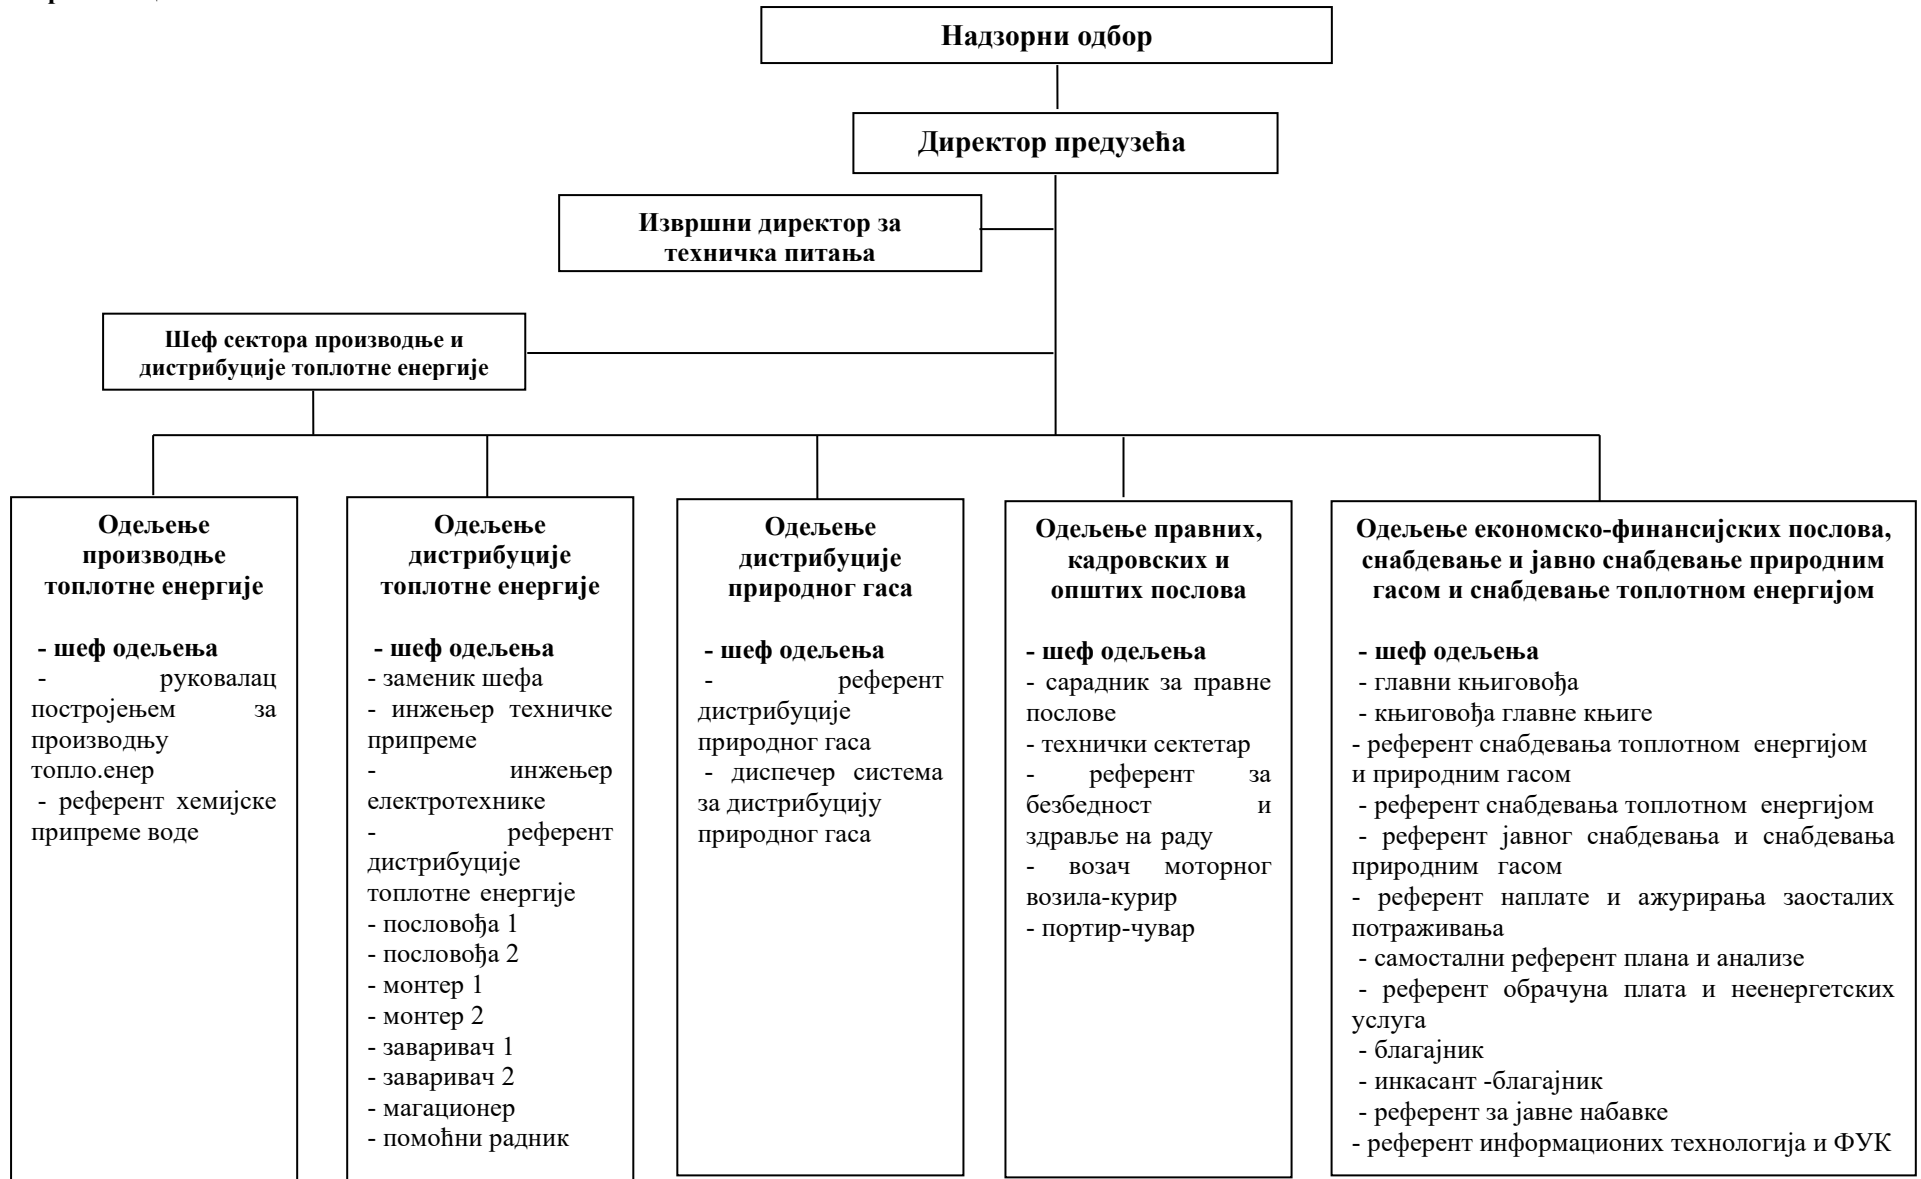 Надзорни одбор
Директор предузећа
Извршни директор за
техничка питања
Шеф сектора производње и
дистрибуције топлотне енергије
Одељење
производње
топлотне енергије
- шеф одељења
- руковалац
постројењем за
производњу
топло.енер
- референт хемијске
припреме воде
Одељење
дистрибуције
топлотне енергије
- шеф одељења
- заменик шефа
- инжењер техничке
припреме
- инжењер
електротехнике
- референт
дистрибуције
топлотне енергије
- пословођа 1
- пословођа 2
- монтер 1
- монтер 2
- заваривач 1
- заваривач 2
- магационер
- помоћни радник
Одељење
дистрибуције
природног гаса
- шеф одељења
- референт
дистрибуције
природног гаса
- диспечер система
за дистрибуцију
природног гаса
Одељење правних,
кадровских и
општих послова
- шеф одељења
- сарадник за правне
послове
- технички сектетар
- референт за
безбедност и
здравље на раду
- возач моторног
возила-курир
- портир-чувар
Одељење економско-финансијских послова,
снабдевање и јавно снабдевање природним
гасом и снабдевање топлотном енергијом
- шеф одељења
- главни књиговођа
- књиговођа главне књиге
- референт снабдевања топлотном енергијом
и природним гасом
- референт снабдевања топлотном енергијом
- референт јавног снабдевања и снабдевања
природним гасом
- референт наплате и ажурирања заосталих
потраживања
- самостални референт плана и анализе
- референт обрачуна плата и неенергетских
услуга
- благајник
- инкасант -благајник
- референт за јавне набавке
- референт информационих технологија и ФУК